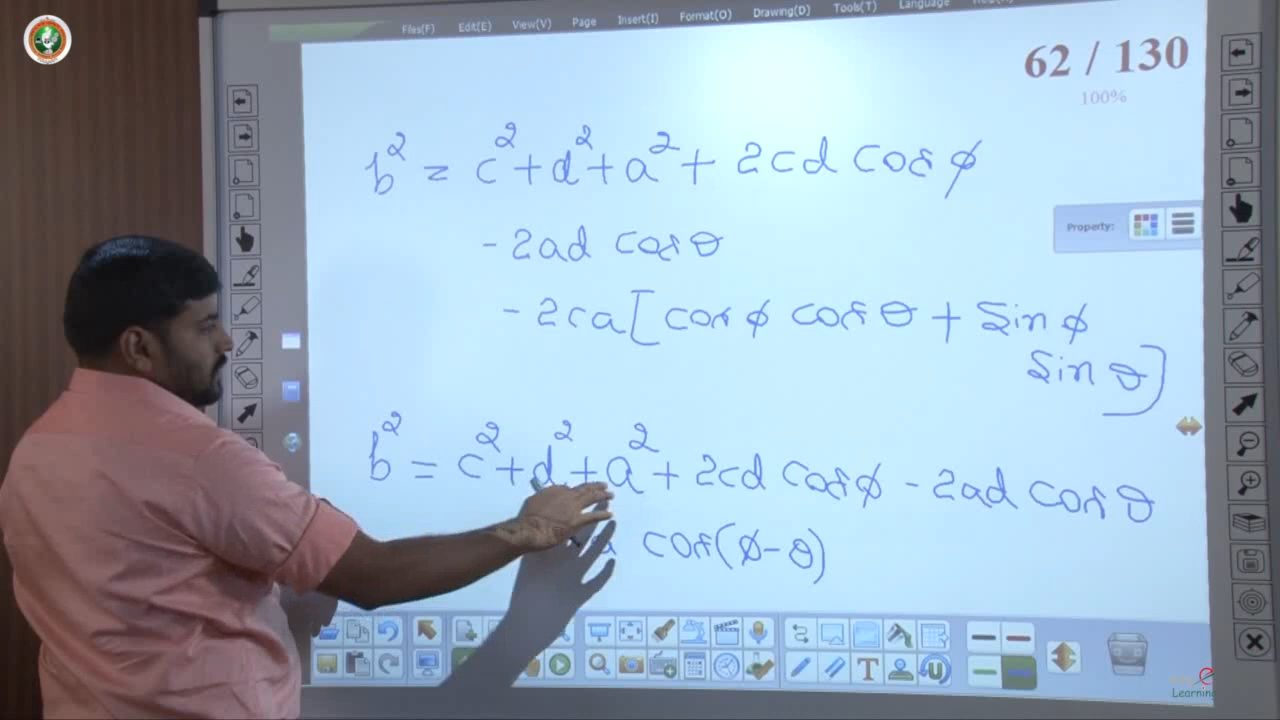 Files(F) Edit(E) View(V) Page Insert(I) Format(O) Drawing(D) Tools(T) Language
62 / 130
100%
b² = c² + d² + a² + 2cd cos ϕ
- 2ad cos θ
Property:
- 2ca [ cos ϕ cos θ + Sin ϕ
Sin θ ]
b² = c² + d² + a² + 2cd cos ϕ - 2ad cos θ
a cos(ϕ - θ)
Learning